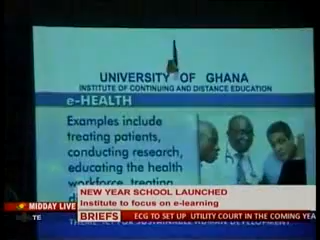 UNIVERSITY OF GHANA
INSTITUTE OF CONTINUING AND DISTANCE EDUCATION
e-HEALTH
Examples include
treating patients,
conducting research,
educating the health
workforce, treating
NEW YEAR SCHOOL LAUNCHED
Institute to focus on e-learning
MIDDAY LIVE
BRIEFS
ECG TO SET UP UTILITY COURT IN THE COMING YEA